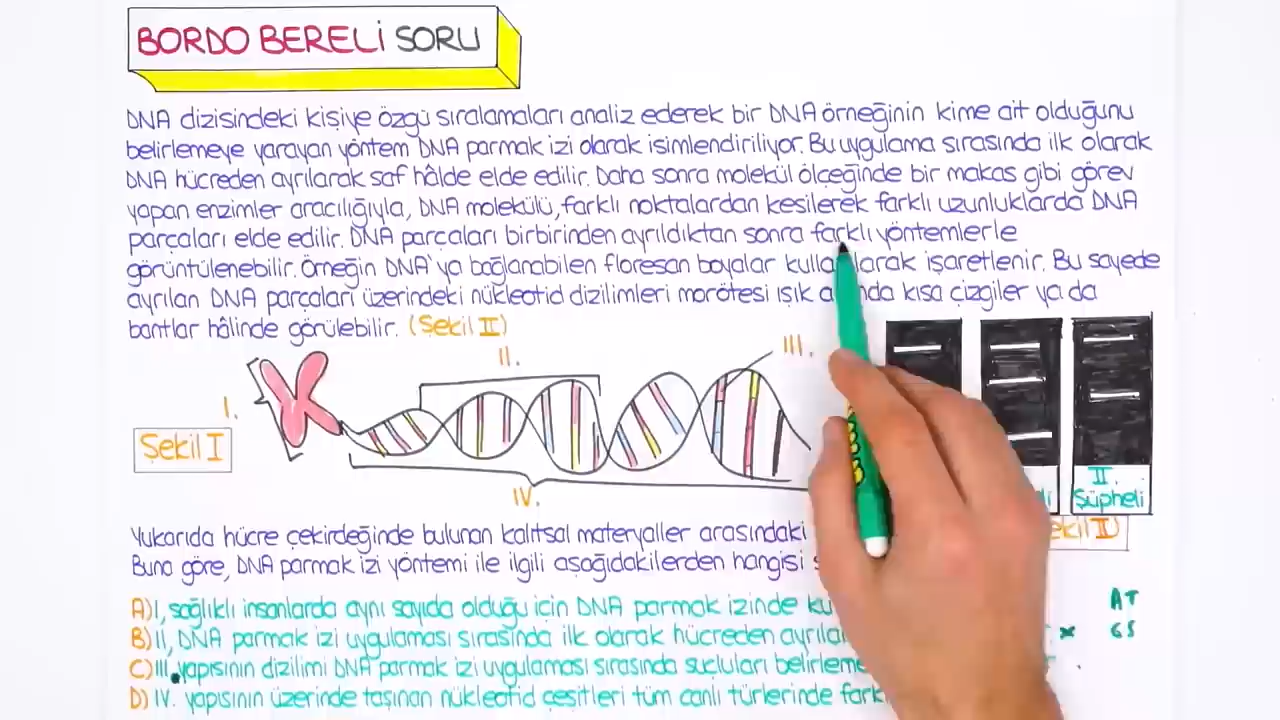 BORDO BERELİ SORU
DNA dizisindeki kişiye özgü sıralamaları analiz ederek bir DNA örneğinin kime ait olduğunu
belirlemeye yarayan yöntem DNA parmak izi olarak isimlendiriliyor. Bu uygulama sırasında ilk olarak
DNA hücreden ayrılarak saf hâlde elde edilir. Daha sonra molekül ölçeğinde bir makas gibi görev
yapan enzimler aracılığıyla, DNA molekülü, farklı noktalardan kesilerek farklı uzunluklarda DNA
parçaları elde edilir. DNA parçaları birbirinden ayrıldıktan sonra farklı yöntemlerle
görüntülenebilir. Örneğin DNA'ya bağlanabilen floresan boyalar işaretlenir. Bu sayede
ayrılan DNA parçaları üzerindeki nükleotid dizilimleri morötesi ışık kısa çizgiler ya da
bantlar hâlinde görülebilir. (Şekil II)
II.
III.
I.
Şekil I
IV.
II.
Şüpheli
Yukarıda hücre çekirdeğinde bulunan kalıtsal materyaller arasındaki
Buna göre, DNA parmak izi yöntemi ile ilgili aşağıdakilerden hangisi
A) I, sağlıklı insanlarda aynı sayıda olduğu için DNA parmak izinde
AT
B) II, DNA parmak izi uygulaması sırasında ilk olarak hücreden
x GS
C) III. yapısının dizilimi DNA parmak izi uygulaması sırasında suçluları
D) IV. yapısının üzerinde taşınan nükleotid çeşitleri tüm canlı türlerinde